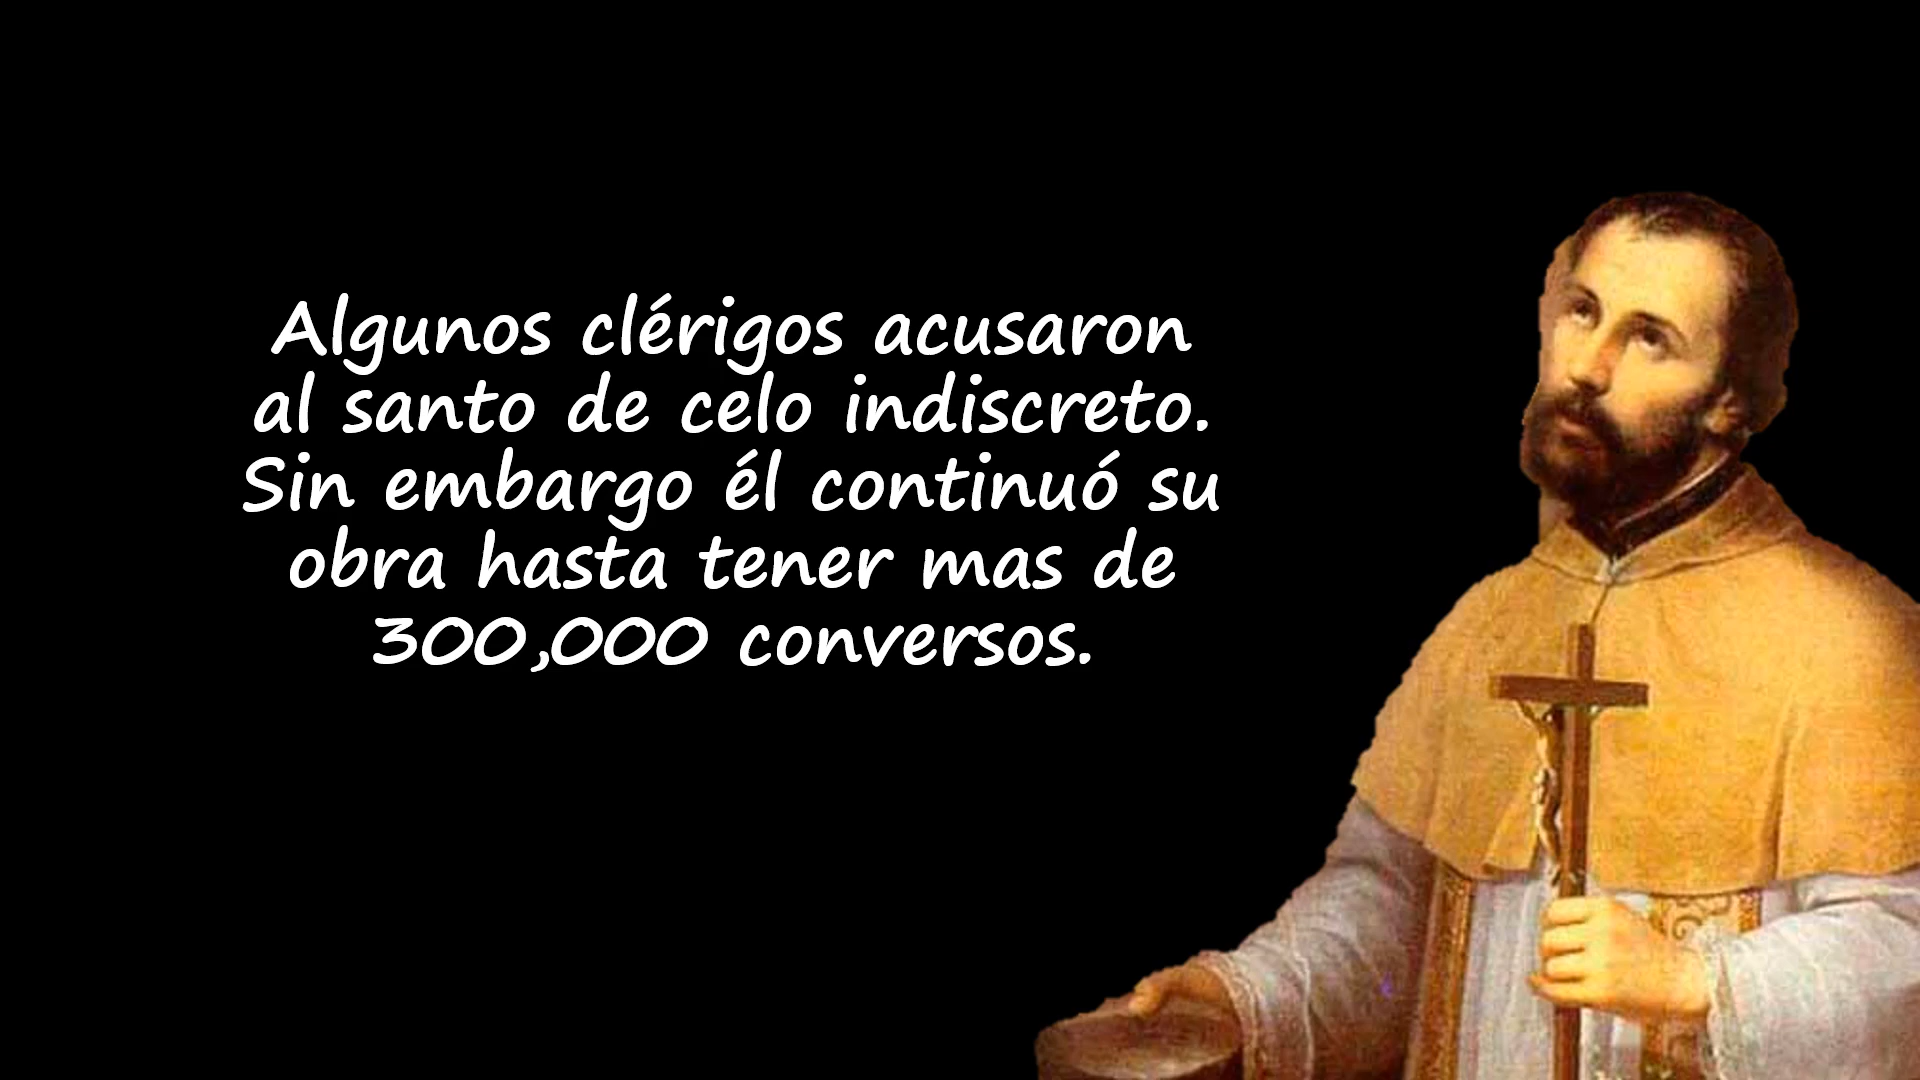 Algunos clérigos acusaron
al santo de celo indiscreto.
Sin embargo él continuó su
obra hasta tener mas de
300,000 conversos.